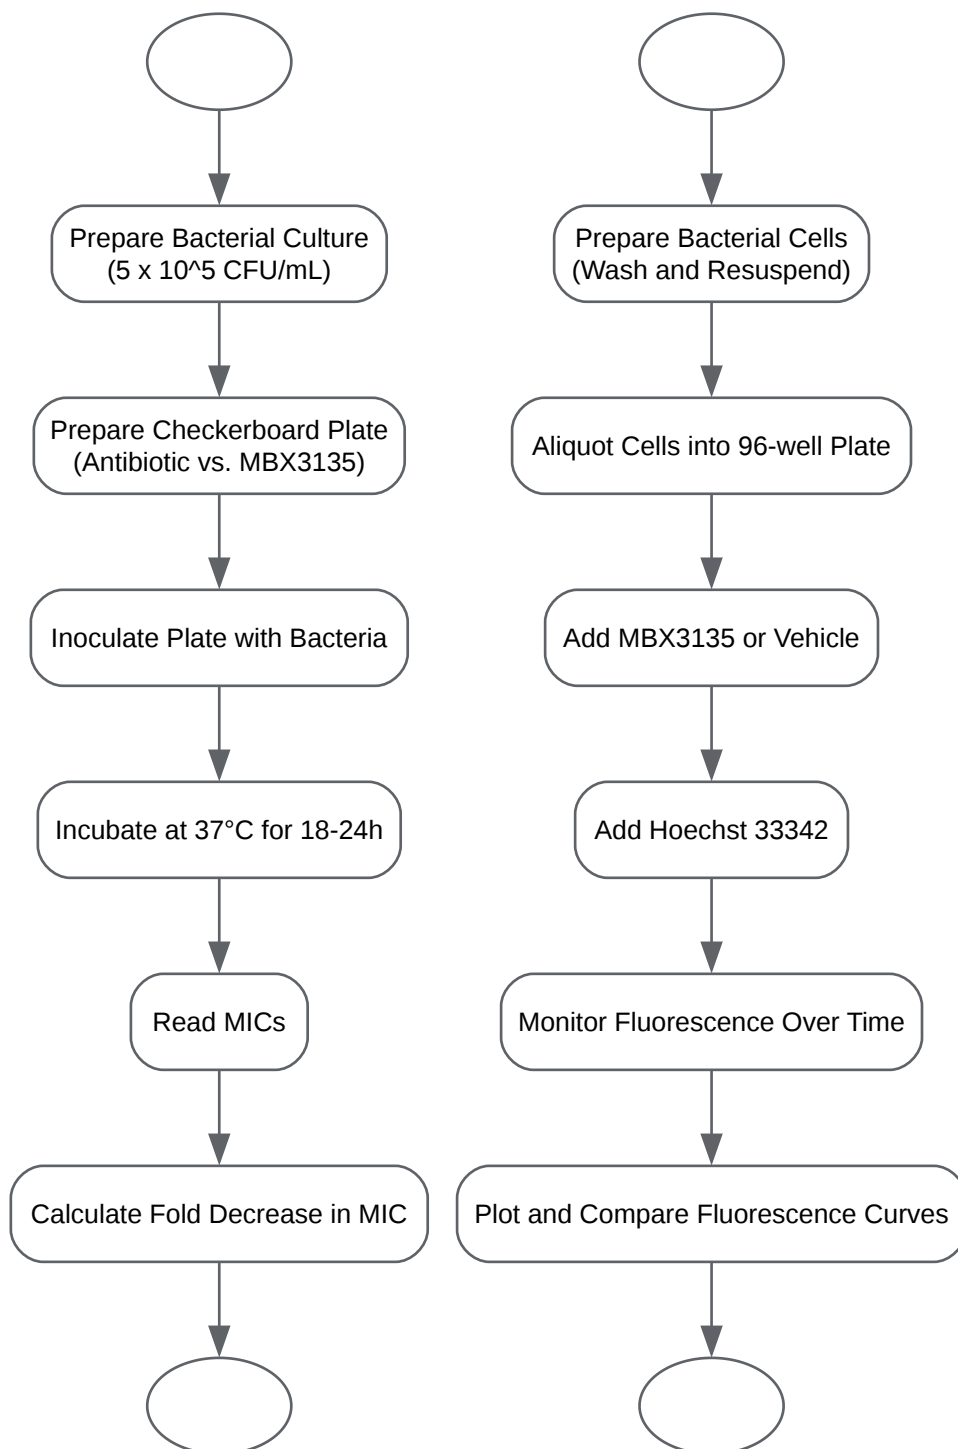 Prepare Bacterial Culture
(5 x 10^5 CFU/mL)
Prepare Checkerboard Plate
(Antibiotic vs. MBX3135)
Inoculate Plate with Bacteria
Incubate at 37°C for 18-24h
Read MICs
Calculate Fold Decrease in MIC
Prepare Bacterial Cells
(Wash and Resuspend)
Aliquot Cells into 96-well Plate
Add MBX3135 or Vehicle
Add Hoechst 33342
Monitor Fluorescence Over Time
Plot and Compare Fluorescence Curves